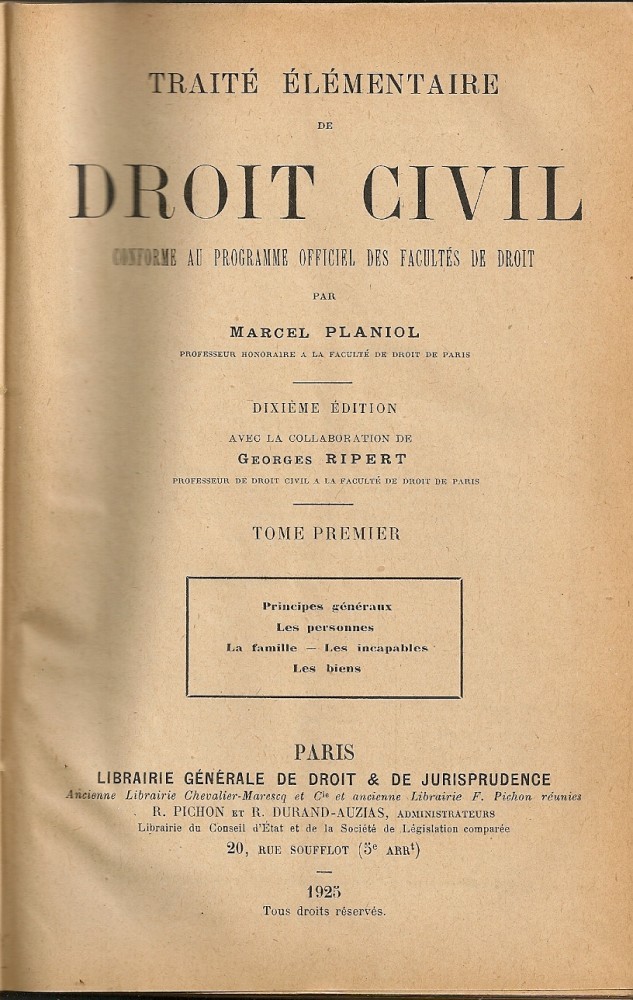 TRAITÉ ÉLÉMENTAIRE
DE
DROIT CIVIL
CONFORME AU PROGRAMME OFFICIEL DES FACULTÉS DE DROIT
PAR
MARCEL PLANIOL
PROFESSEUR HONORAIRE A LA FACULTÉ DE DROIT DE PARIS
DIXIÈME ÉDITION
AVEC LA COLLABORATION DE
GEORGES RIPERT
PROFESSEUR DE DROIT CIVIL A LA FACULTÉ DE DROIT DE PARIS
TOME PREMIER
Principes généraux
Les personnes
La famille — Les incapables
Les biens
PARIS
LIBRAIRIE GÉNÉRALE DE DROIT & DE JURISPRUDENCE
Ancienne Librairie Chevalier-Marescq et Cie et ancienne Librairie F. Pichon réunies
R. PICHON ET R. DURAND-AUZIAS, ADMINISTRATEURS
Librairie du Conseil d'État et de la Société de Législation comparée
20, RUE SOUFFLOT (5e ARRt)
1925
Tous droits réservés.